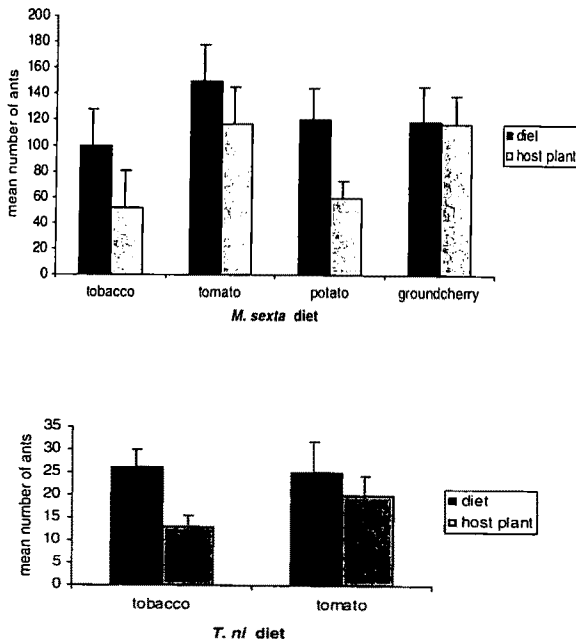 200
180
160
140
120
100
80
60
40
20
0
mean number of ants
diet
host plant
tobacco tomato potato groundcherry
M. sexta diet
35
30
25
20
15
10
5
0
mean number of ants
diet
host plant
tobacco tomato
T. ni diet